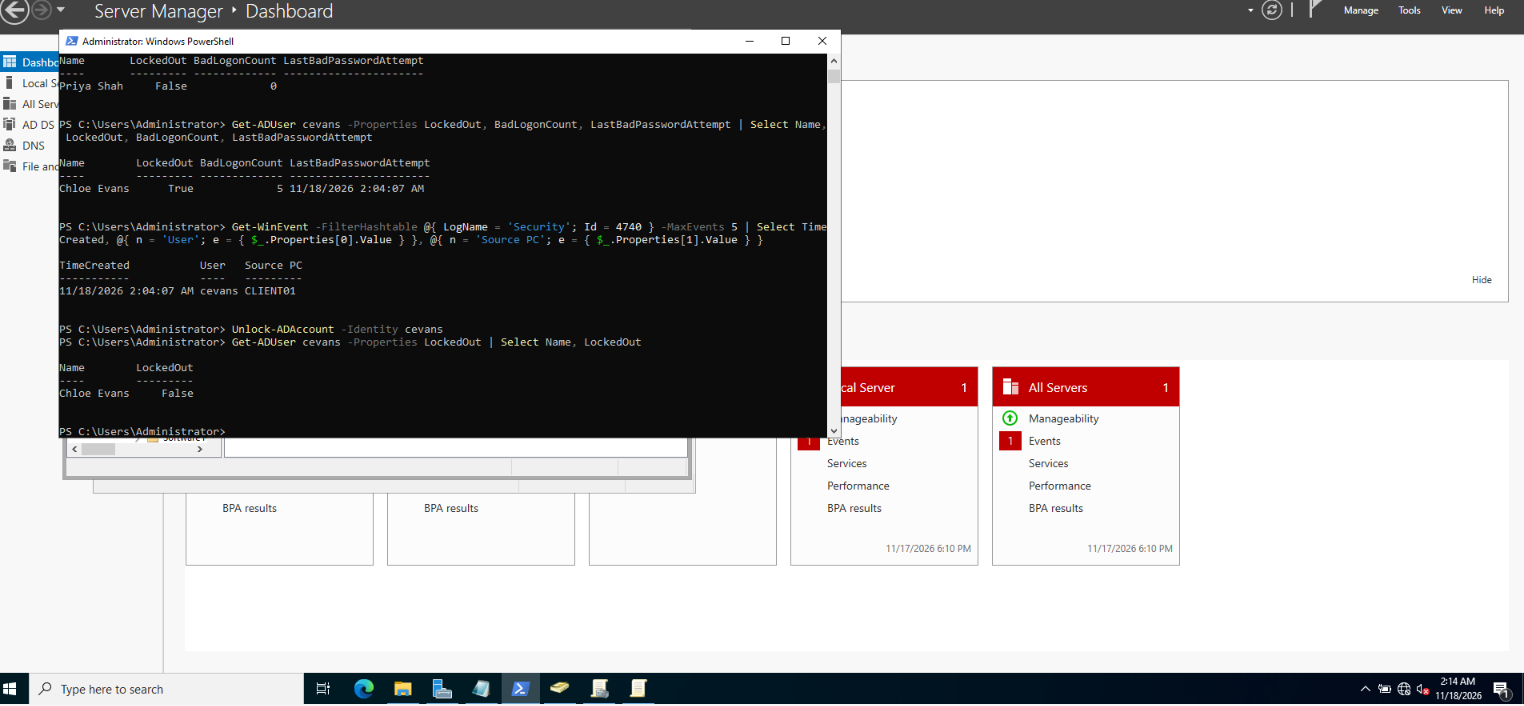 Server Manager ‣ Dashboard
Manage Tools View Help
Administrator: Windows PowerShell
Local
All Serv
AD DS
DNS
File and
Name LockedOut BadLogonCount LastBadPasswordAttempt
---- --------- ------------- ----------------------
Priya Shah False 0
PS C:\Users\Administrator> Get-ADUser cevans -Properties LockedOut, BadLogonCount, LastBadPasswordAttempt | Select Name,
LockedOut, BadLogonCount, LastBadPasswordAttempt
Name LockedOut BadLogonCount LastBadPasswordAttempt
---- --------- ------------- ----------------------
Chloe Evans True 5 11/18/2026 2:04:07 AM
PS C:\Users\Administrator> Get-WinEvent -FilterHashtable @{ LogName = 'Security'; Id = 4740 } -MaxEvents 5 | Select Time
Created, @{ n = 'User'; e = { $_.Properties[0].Value } }, @{ n = 'Source PC'; e = { $_.Properties[1].Value } }
TimeCreated User Source PC
----------- ---- ---------
11/18/2026 2:04:07 AM cevans CLIENT01
PS C:\Users\Administrator> Unlock-ADAccount -Identity cevans
PS C:\Users\Administrator> Get-ADUser cevans -Properties LockedOut | Select Name, LockedOut
Name LockedOut
---- ---------
Chloe Evans False
PS C:\Users\Administrator>
Hide
BPA results
BPA results
cal Server 1
nageability
1 Events
Services
Performance
BPA results
11/17/2026 6:10 PM
All Servers 1
Manageability
1 Events
Services
Performance
BPA results
11/17/2026 6:10 PM
Type here to search
2:14 AM
11/18/2026
1